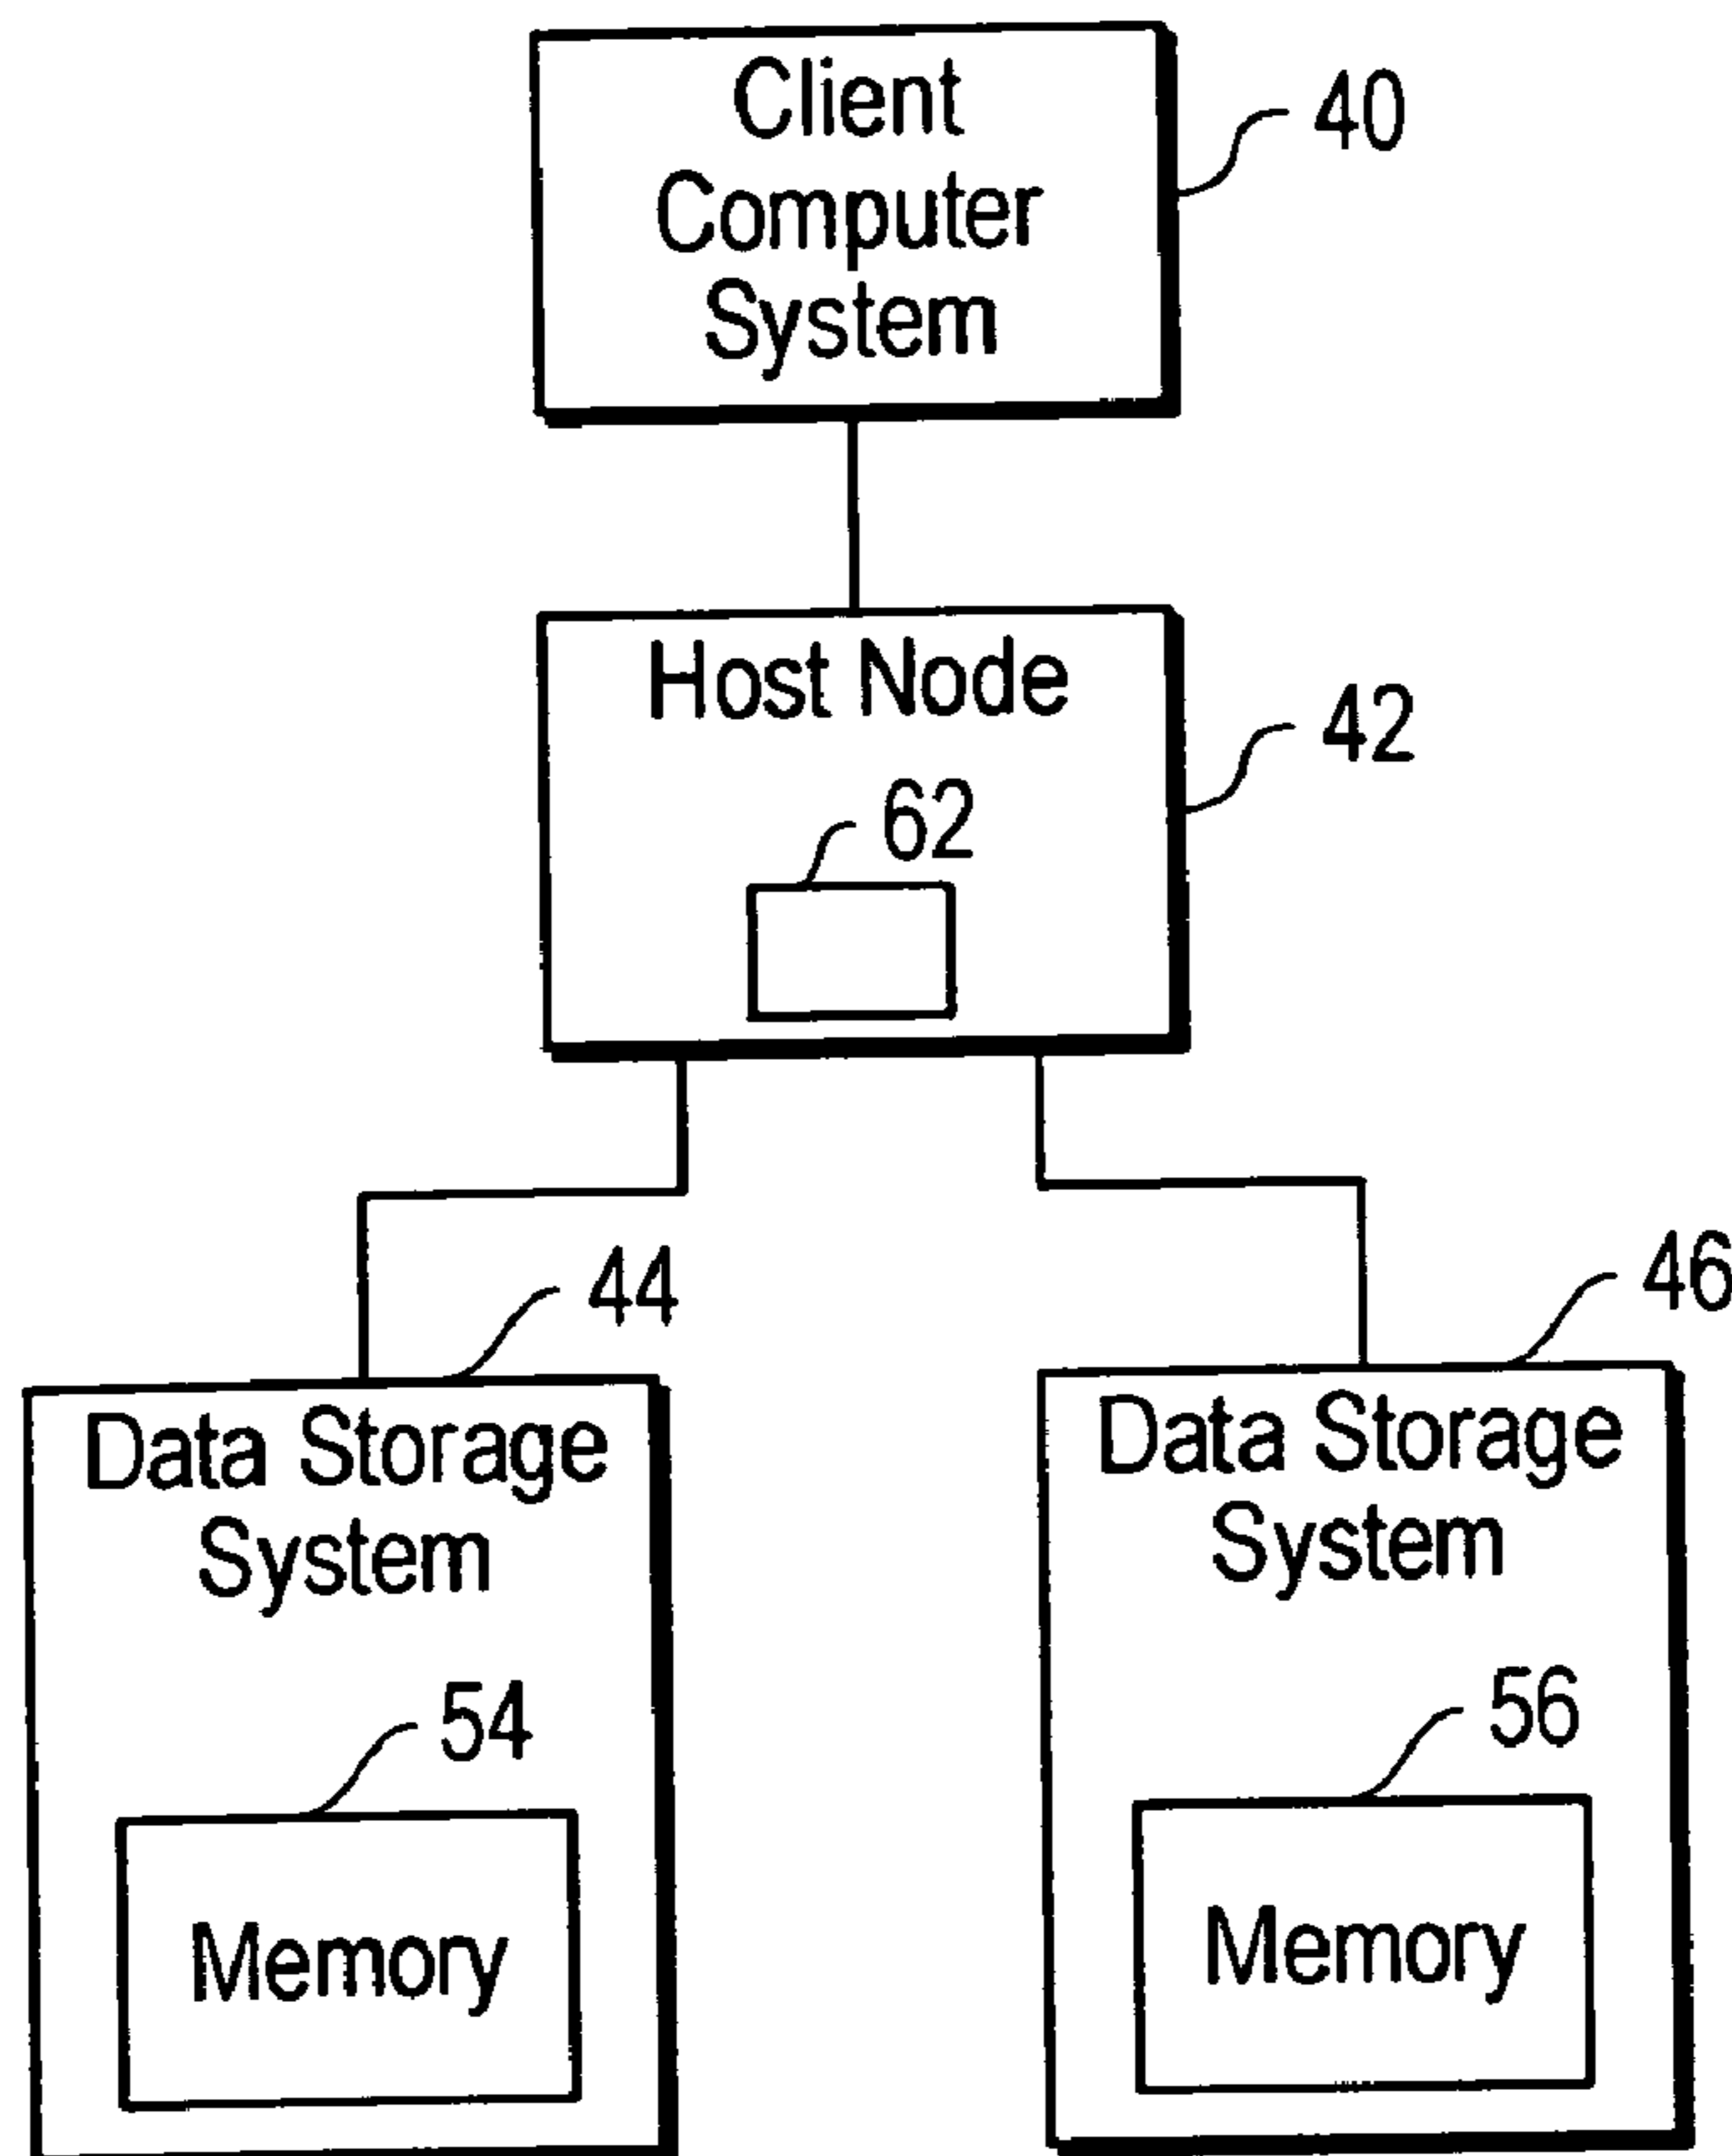 Client
Computer
System
40
Host Node
42
62
44
46
Data Storage
System
Data Storage
System
54
56
Memory
Memory